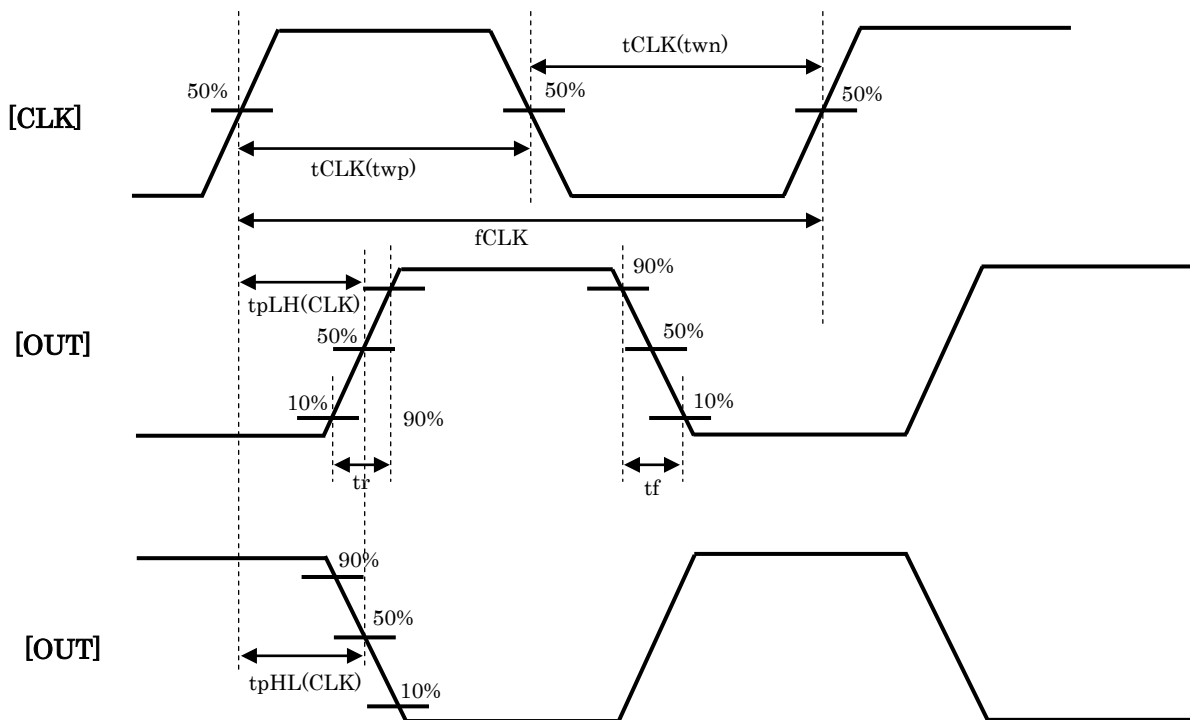 tCLK(twn)
50%
50%
50%
[CLK]
tCLK(twp)
fCLK
90%
tpLH(CLK)
50%
50%
[OUT]
10%
10%
90%
tr
tf
90%
50%
[OUT]
tpHL(CLK)
10%